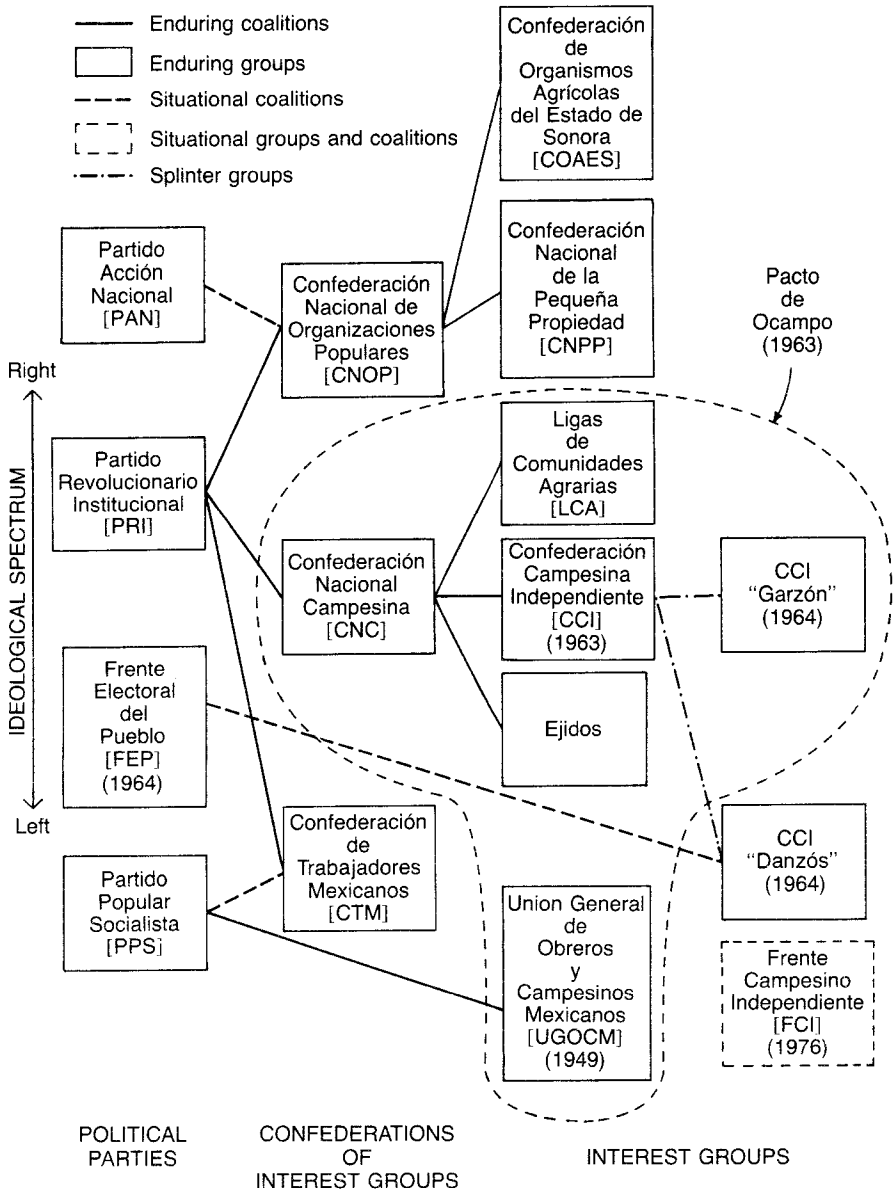 Enduring coalitions
Enduring groups
Situational coalitions
Situational groups and coalitions
Splinter groups
Confederación
de
Organismos
Agrícolas
del Estado de
Sonora
[COAES]
Partido
Acción
Nacional
[PAN]
Confederación
Nacional de
Organizaciones
Populares
[CNOP]
Confederación
Nacional
de la
Pequeña
Propiedad
[CNPP]
Pacto
de
Ocampo
(1963)
Right
IDEOLOGICAL SPECTRUM
Left
Partido
Revolucionario
Institucional
[PRI]
Ligas
de
Comunidades
Agrarias
[LCA]
Confederación
Nacional
Campesina
[CNC]
Confederación
Campesina
Independiente
[CCI]
(1963)
CCI
"Garzón"
(1964)
Frente
Electoral
del
Pueblo
[FEP]
(1964)
Ejidos
Confederación
de
Trabajadores
Mexicanos
[CTM]
CCI
"Danzós"
(1964)
Partido
Popular
Socialista
[PPS]
Union General
de
Obreros
y
Campesinos
Mexicanos
[UGOCM]
(1949)
Frente
Campesino
Independiente
[FCI]
(1976)
POLITICAL
PARTIES
CONFEDERATIONS
OF
INTEREST GROUPS
INTEREST GROUPS